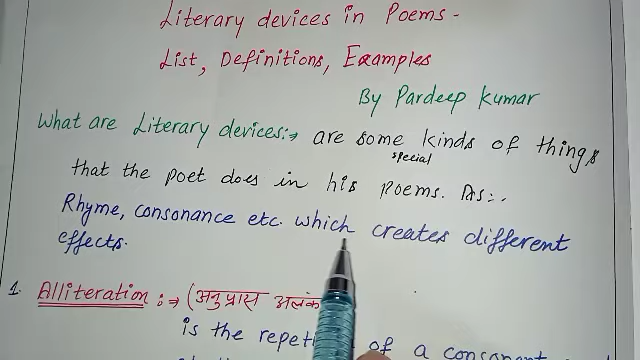 Literary devices in Poems -
List, Definitions, Examples
By Pardeep Kumar
What are Literary devices:→ are some kinds of things
special
that the poet does in his poems. As:-
Rhyme, consonance etc. which creates different
effects.
1. Alliteration :→ (अनुप्रास
is the of a consonant